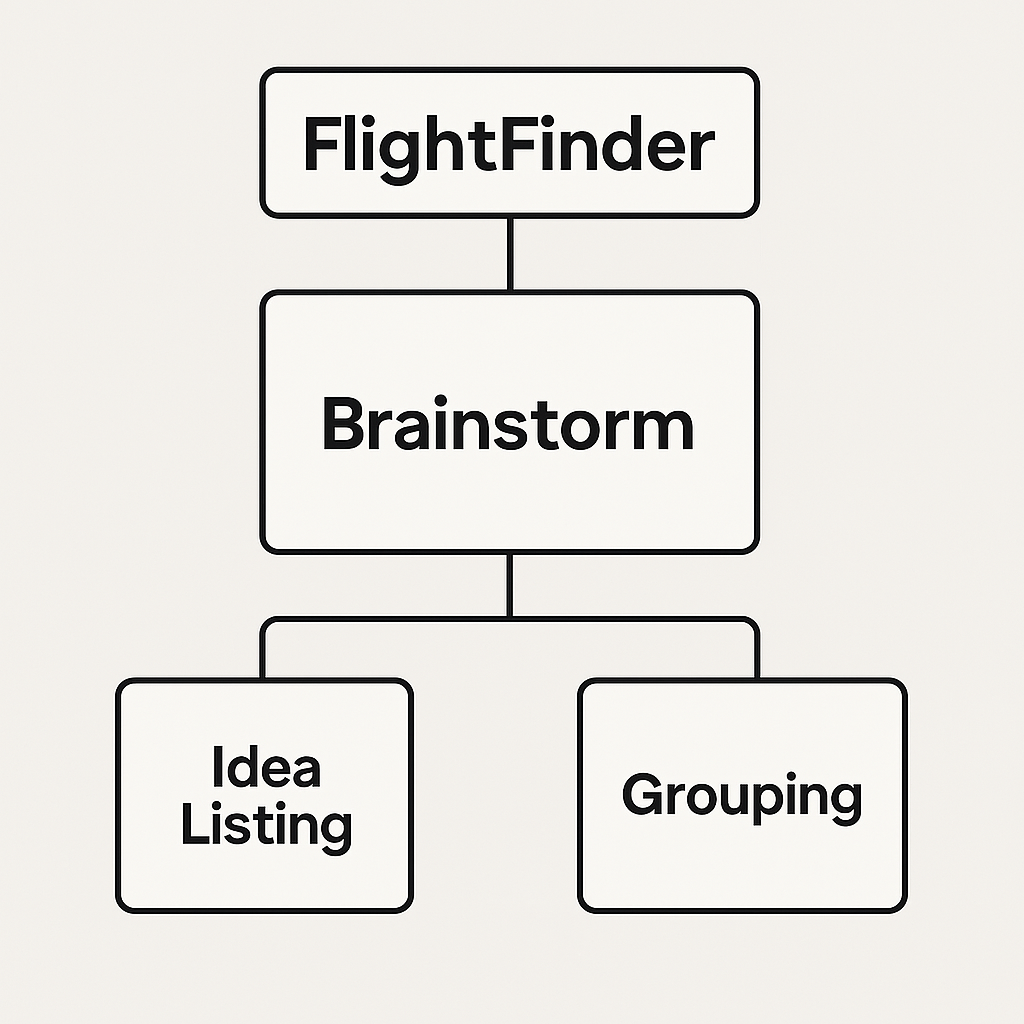 FlightFinder
Brainstorm
Idea
Listing
Grouping